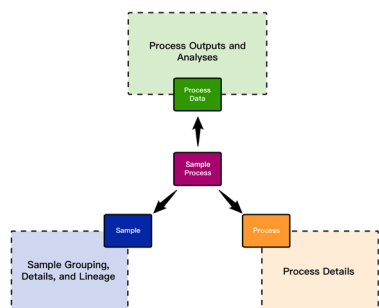 Process Outputs and
Analyses
Process
Data
Sample
Process
Sample
Process
Sample Grouping,
Details, and Lineage
Process Details